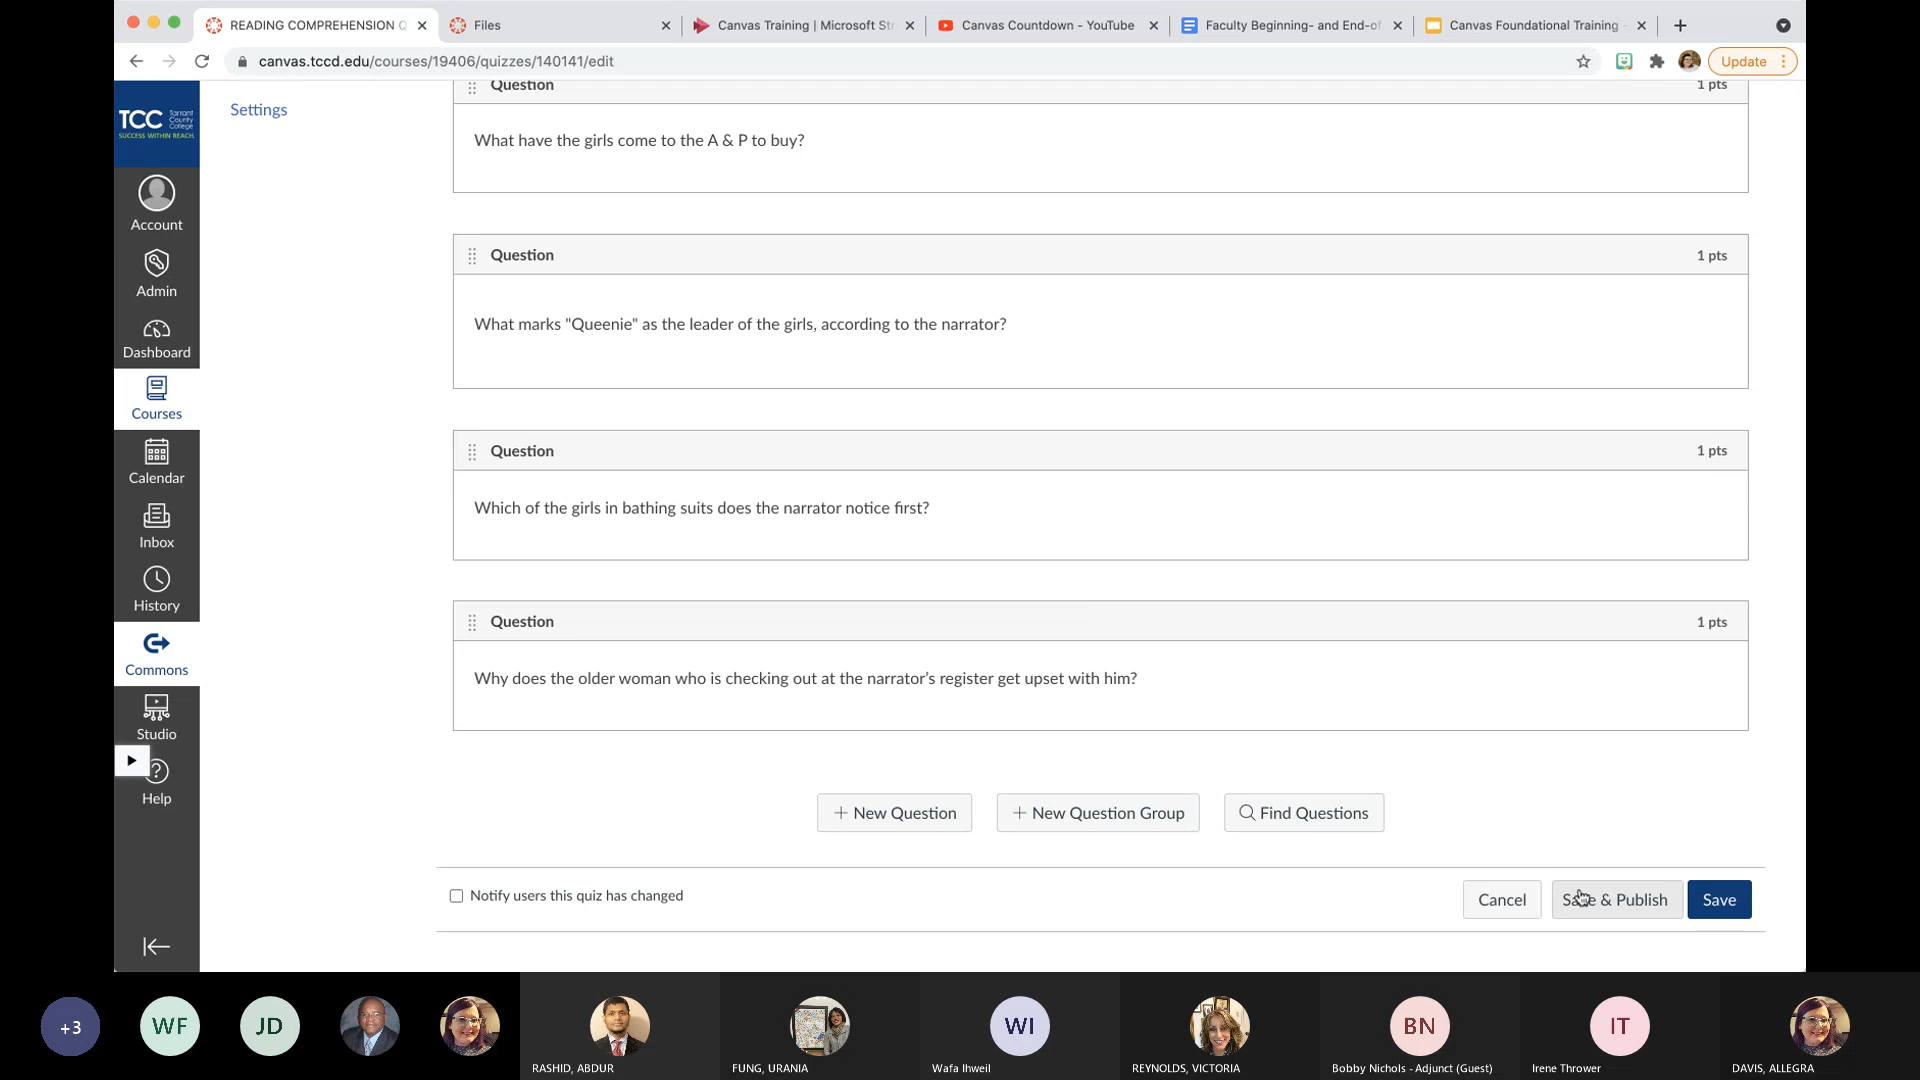 READING COMPREHENSION Q
Files
Canvas Training | Microsoft Str
Canvas Countdown - YouTube
Faculty Beginning- and End-of
Canvas Foundational Training -
canvas.tccd.edu/courses/19406/quizzes/140141/edit
Update
TCC Tarrant County College
SUCCESS WITHIN REACH.
Account
Admin
Dashboard
Courses
Calendar
Inbox
History
Commons
Studio
Help
Settings
Question 1 pts
What have the girls come to the A & P to buy?
Question 1 pts
What marks "Queenie" as the leader of the girls, according to the narrator?
Question 1 pts
Which of the girls in bathing suits does the narrator notice first?
Question 1 pts
Why does the older woman who is checking out at the narrator’s register get upset with him?
+ New Question + New Question Group Find Questions
Notify users this quiz has changed
Cancel Save & Publish Save
+3 WF JD WI BN IT
RASHID, ABDUR FUNG, URANIA Wafa Ihweil REYNOLDS, VICTORIA Bobby Nichols - Adjunct (Guest) Irene Thrower DAVIS, ALLEGRA